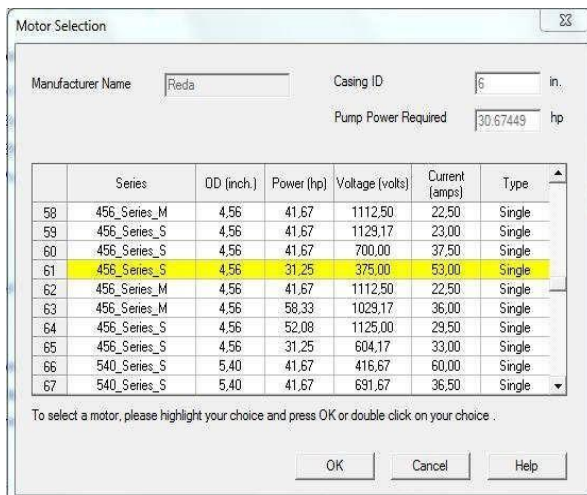 Motor Selection
Manufacturer Name Reda Casing ID 6 in.
Pump Power Required 30.67449 hp
Series OD (inch.) Power (hp) Voltage (volts) Current (amps) Type
58 456_Series_M 4,56 41,67 1112,50 22,50 Single
59 456_Series_S 4,56 41,67 1129,17 23,00 Single
60 456_Series_S 4,56 41,67 700,00 37,50 Single
61 456_Series_S 4,56 31,25 375,00 53,00 Single
62 456_Series_M 4,56 41,67 1112,50 22,50 Single
63 456_Series_M 4,56 58,33 1029,17 36,00 Single
64 456_Series_S 4,56 52,08 1125,00 29,50 Single
65 456_Series_S 4,56 31,25 604,17 33,00 Single
66 540_Series_S 5,40 41,67 416,67 60,00 Single
67 540_Series_S 5,40 41,67 691,67 36,50 Single
To select a motor, please highlight your choice and press OK or double click on your choice .
OK Cancel Help